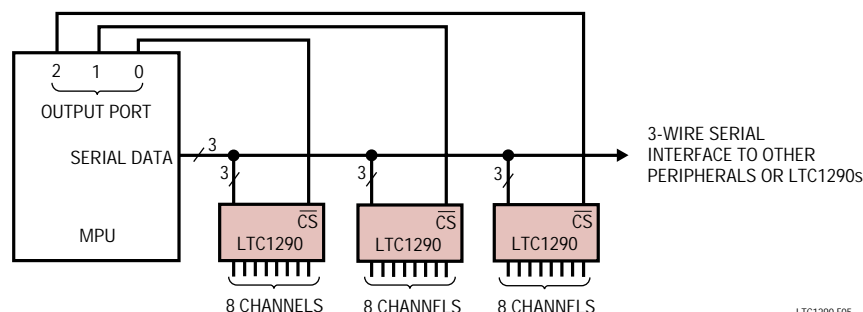 2 1 0
OUTPUT PORT
SERIAL DATA
3
3-WIRE SERIAL
INTERFACE TO OTHER
PERIPHERALS OR LTC1290s
3 3 3
MPU
CS CS CS
LTC1290 LTC1290 LTC1290
8 CHANNELS 8 CHANNELS 8 CHANNELS
LTC1290 F05